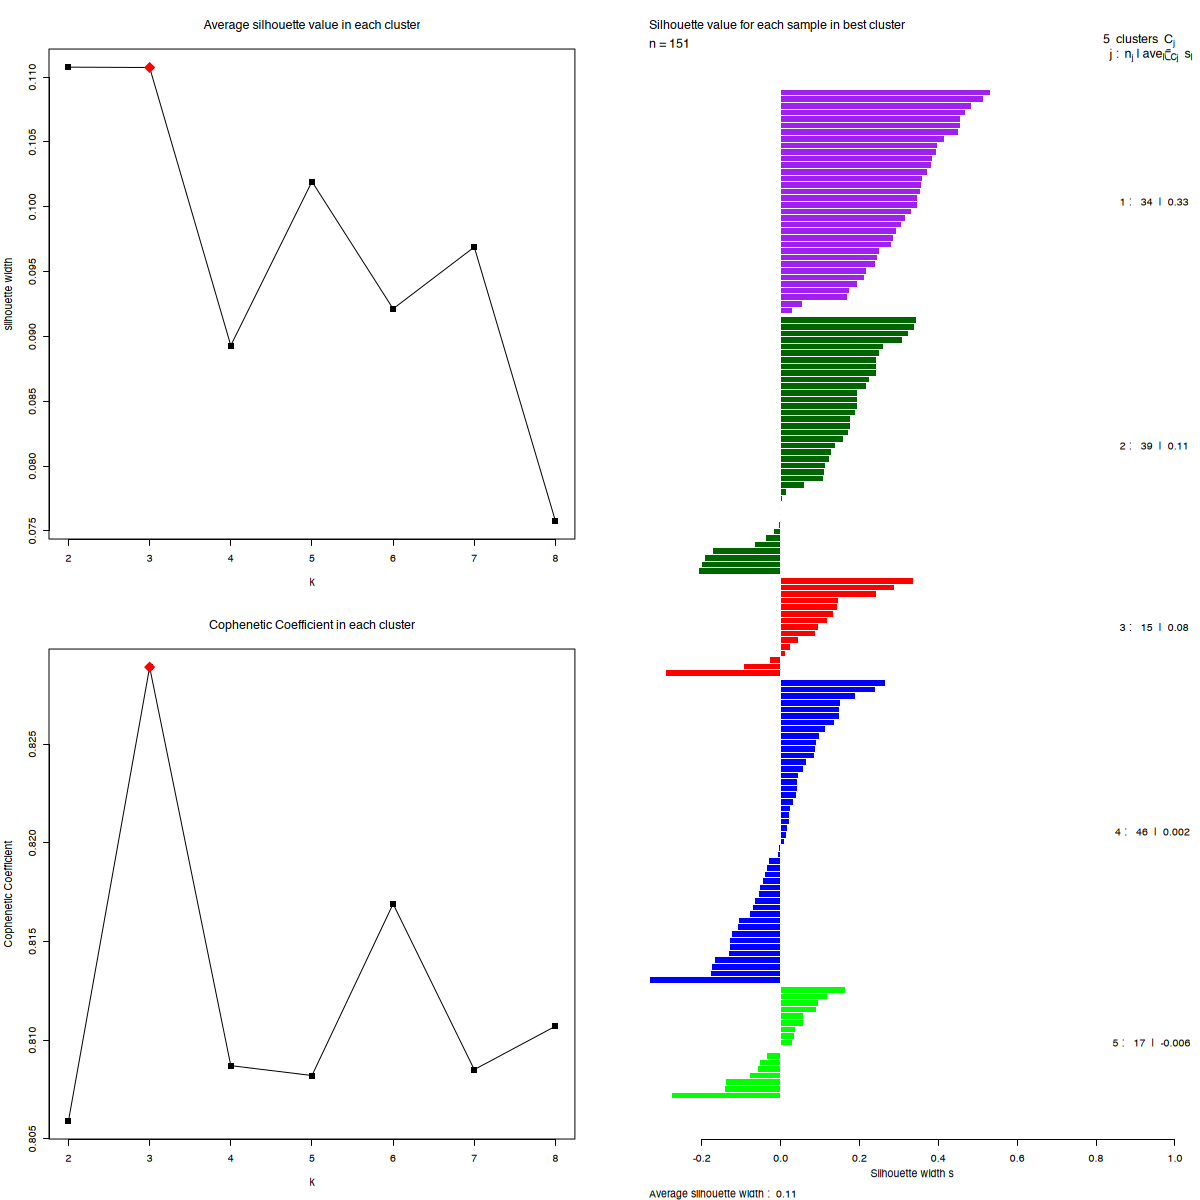 Average silhouette value in each cluster
silhouette width
0.110
0.105
0.100
0.095
0.090
0.085
0.080
0.075
2 3 4 5 6 7 8
k
Cophenetic Coefficient in each cluster
Cophenetic Coefficient
0.825
0.820
0.815
0.810
0.805
2 3 4 5 6 7 8
k
Silhouette value for each sample in best cluster
n = 151
5 clusters Cj
j : nj | avei∈Cj si
1 : 34 | 0.33
2 : 39 | 0.11
3 : 15 | 0.08
4 : 46 | 0.002
5 : 17 | -0.006
-0.2 0.0 0.2 0.4 0.6 0.8 1.0
Silhouette width s
Average silhouette width : 0.11